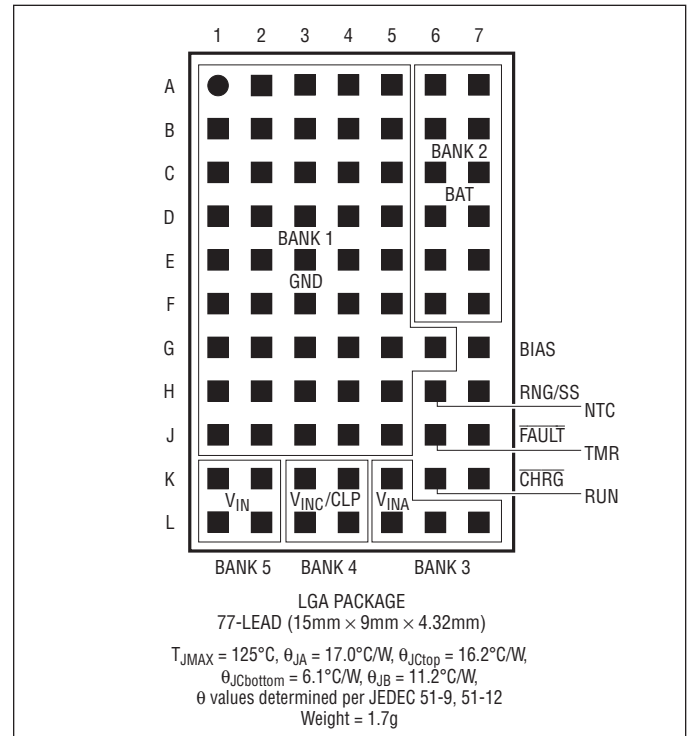 1 2 3 4 5 6 7
A
B
BANK 2
C
BAT
D
BANK 1
E
GND
F
G BIAS
H RNG/SS
NTC
J F̅A̅U̅L̅T̅
TMR
K C̅H̅R̅G̅
VIN VINC/CLP VINA RUN
L
BANK 5 BANK 4 BANK 3
LGA PACKAGE
77-LEAD (15mm × 9mm × 4.32mm)
TJMAX = 125°C, θJA = 17.0°C/W, θJCtop = 16.2°C/W,
θJCbottom = 6.1°C/W, θJB = 11.2°C/W,
θ values determined per JEDEC 51-9, 51-12
Weight = 1.7g